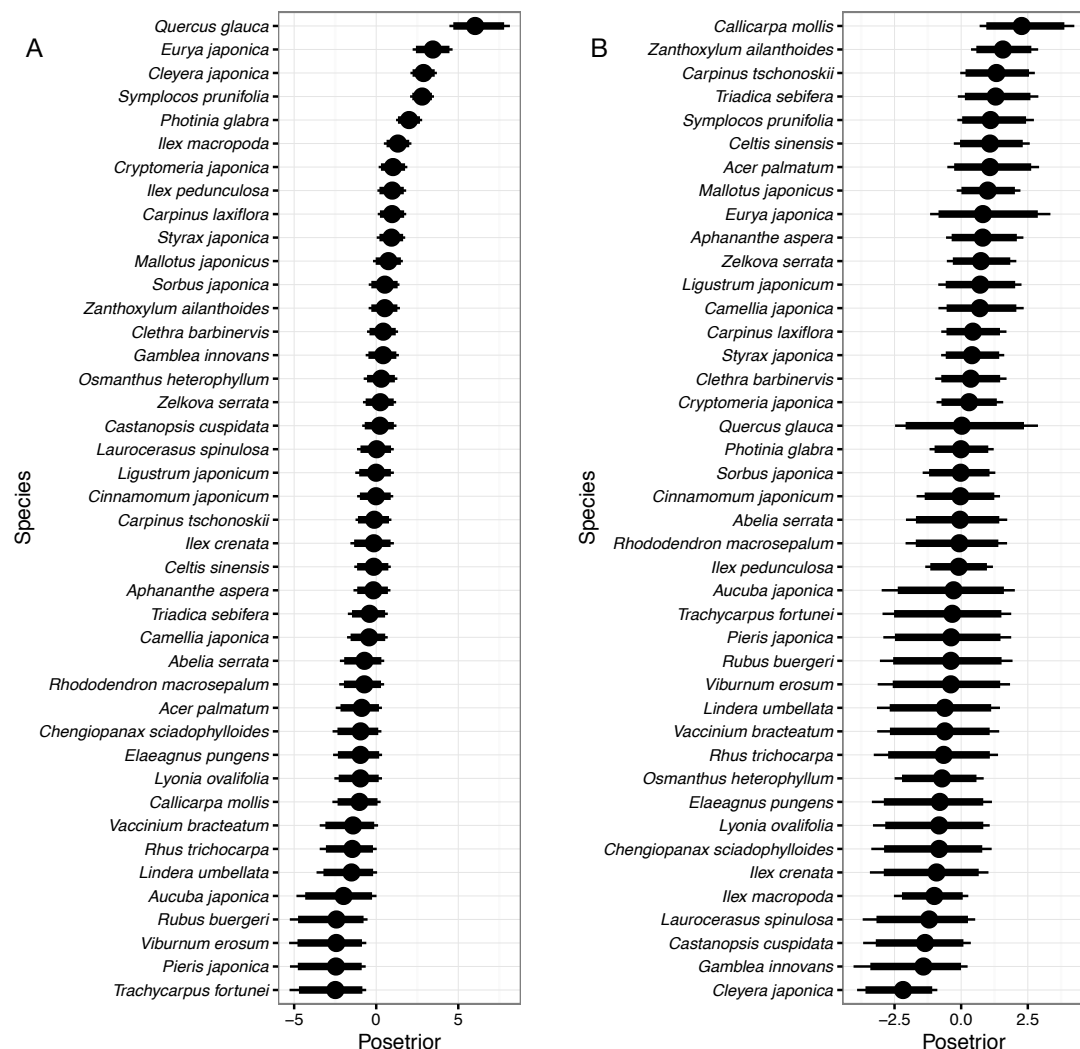 A
Species
Quercus glauca
Eurya japonica
Cleyera japonica
Symplocos prunifolia
Photinia glabra
Ilex macropoda
Cryptomeria japonica
Ilex pedunculosa
Carpinus laxiflora
Styrax japonica
Mallotus japonicus
Sorbus japonica
Zanthoxylum ailanthoides
Clethra barbinervis
Gamblea innovans
Osmanthus heterophyllum
Zelkova serrata
Castanopsis cuspidata
Laurocerasus spinulosa
Ligustrum japonicum
Cinnamomum japonicum
Carpinus tschonoskii
Ilex crenata
Celtis sinensis
Aphananthe aspera
Triadica sebifera
Camellia japonica
Abelia serrata
Rhododendron macrosepalum
Acer palmatum
Chengiopanax sciadophylloides
Elaeagnus pungens
Lyonia ovalifolia
Callicarpa mollis
Vaccinium bracteatum
Rhus trichocarpa
Lindera umbellata
Aucuba japonica
Rubus buergeri
Viburnum erosum
Pieris japonica
Trachycarpus fortunei
−5 0 5
Posetrior
B
Species
Callicarpa mollis
Zanthoxylum ailanthoides
Carpinus tschonoskii
Triadica sebifera
Symplocos prunifolia
Celtis sinensis
Acer palmatum
Mallotus japonicus
Eurya japonica
Aphananthe aspera
Zelkova serrata
Ligustrum japonicum
Camellia japonica
Carpinus laxiflora
Styrax japonica
Clethra barbinervis
Cryptomeria japonica
Quercus glauca
Photinia glabra
Sorbus japonica
Cinnamomum japonicum
Abelia serrata
Rhododendron macrosepalum
Ilex pedunculosa
Aucuba japonica
Trachycarpus fortunei
Pieris japonica
Rubus buergeri
Viburnum erosum
Lindera umbellata
Vaccinium bracteatum
Rhus trichocarpa
Osmanthus heterophyllum
Elaeagnus pungens
Lyonia ovalifolia
Chengiopanax sciadophylloides
Ilex crenata
Ilex macropoda
Laurocerasus spinulosa
Castanopsis cuspidata
Gamblea innovans
Cleyera japonica
−2.5 0.0 2.5
Posetrior